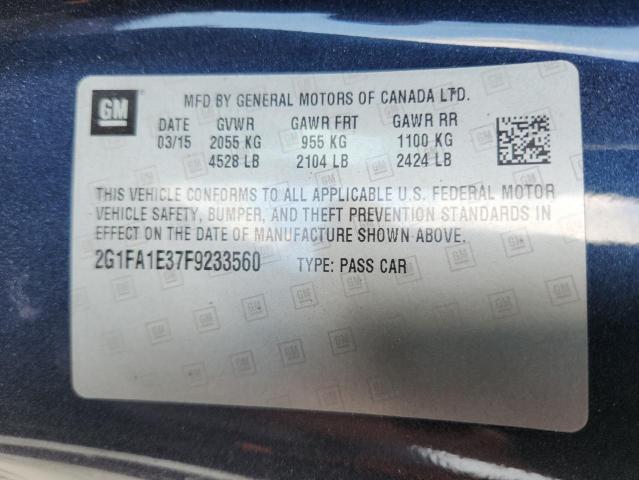 GM
MFD BY GENERAL MOTORS OF CANADA LTD.
DATE GVWR GAWR FRT GAWR RR
03/15 2055 KG 955 KG 1100 KG
4528 LB 2104 LB 2424 LB
THIS VEHICLE CONFORMS TO ALL APPLICABLE U.S. FEDERAL MOTOR
VEHICLE SAFETY, BUMPER, AND THEFT PREVENTION STANDARDS IN
EFFECT ON THE DATE OF MANUFACTURE SHOWN ABOVE.
2G1FA1E37F9233560 TYPE: PASS CAR